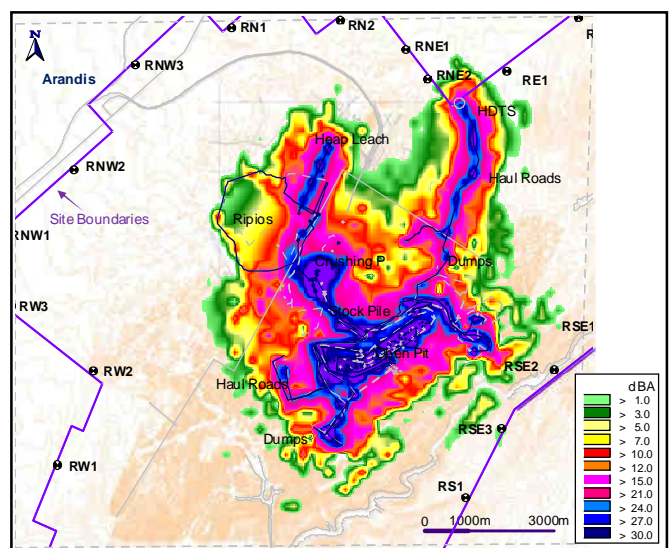 RN1
RN2
N
RNE1
RNW3
Arandis
RNE2
RE1
HDTS
Heap Leach
RNW2
Haul Roads
Ripios
Site Boundaries
RNW1
Crushing P
Dumps
RW3
Stock Pile
RSE1
Open Pit
RSE2
RW2
Haul Roads
dBA
> 1.0
> 3.0
> 5.0
> 7.0
> 10.0
> 12.0
> 15.0
> 21.0
> 24.0
> 27.0
> 30.0
RSE3
Dumps
RW1
RS1
0 1000m 3000m